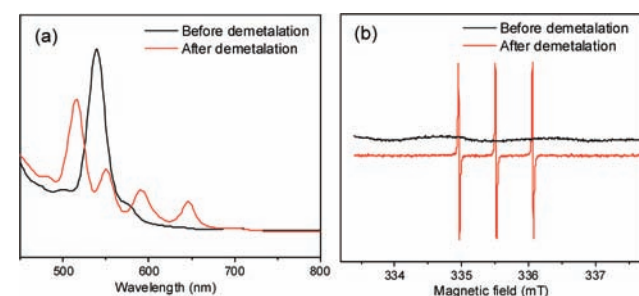 (a)
Before demetalation
After demetalation
500 600 700 800
Wavelength (nm)
(b)
Before demetalation
After demetalation
334 335 336 337
Magnetic field (mT)